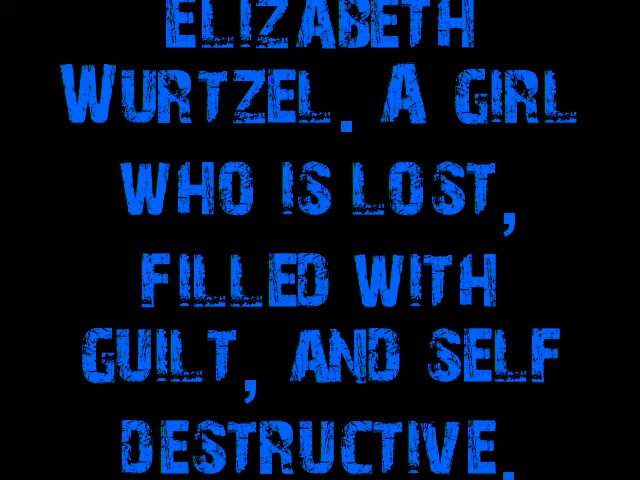 ELIZABETH
WURTZEL. A GIRL
WHO IS LOST,
FILLED WITH
GUILT, AND SELF
DESTRUCTIVE.